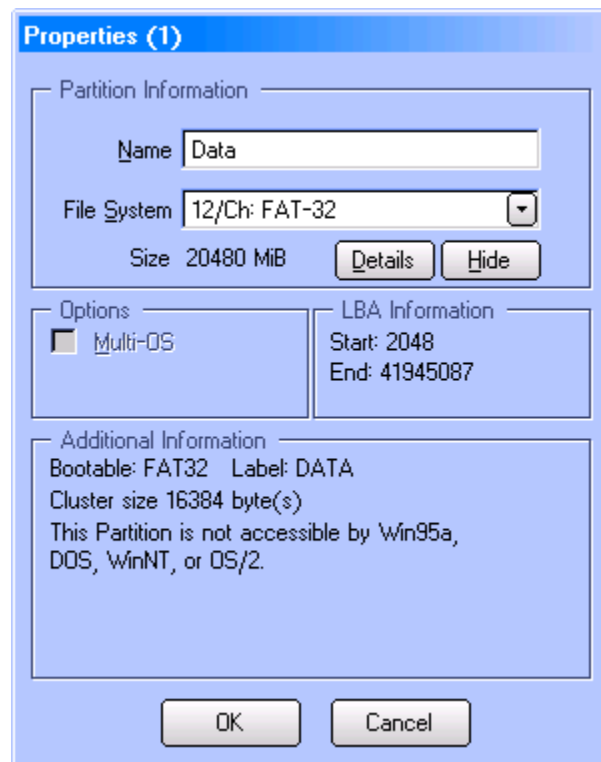 Properties (1)
Partition Information
Name Data
File System 12/Ch: FAT-32
Size 20480 MiB Details Hide
Options
Multi-OS
LBA Information
Start: 2048
End: 41945087
Additional Information
Bootable: FAT32 Label: DATA
Cluster size 16384 byte(s)
This Partition is not accessible by Win95a,
DOS, WinNT, or OS/2.
OK Cancel